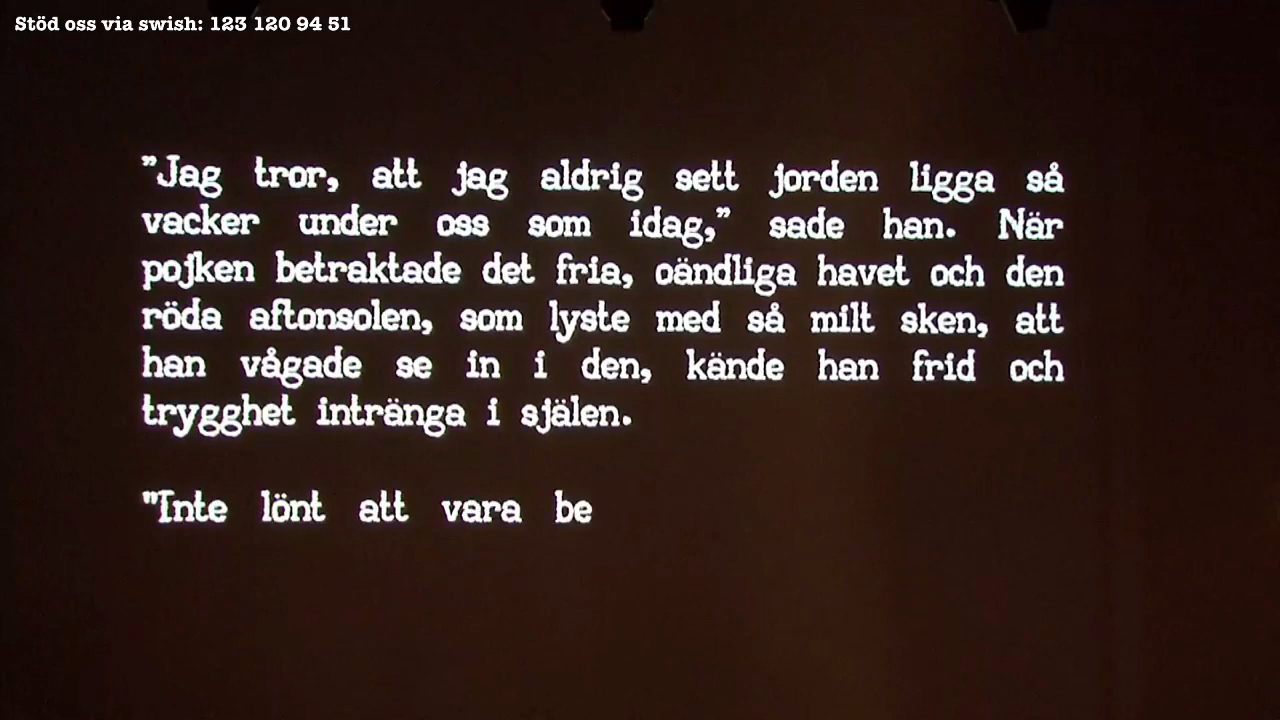 Stöd oss via swish: 123 120 94 51
”Jag tror, att jag aldrig sett jorden ligga så
vacker under oss som idag,” sade han. När
pojken betraktade det fria, oändliga havet och den
röda aftonsolen, som lyste med så milt sken, att
han vågade se in i den, kände han frid och
trygghet intränga i själen.
"Inte lönt att vara be